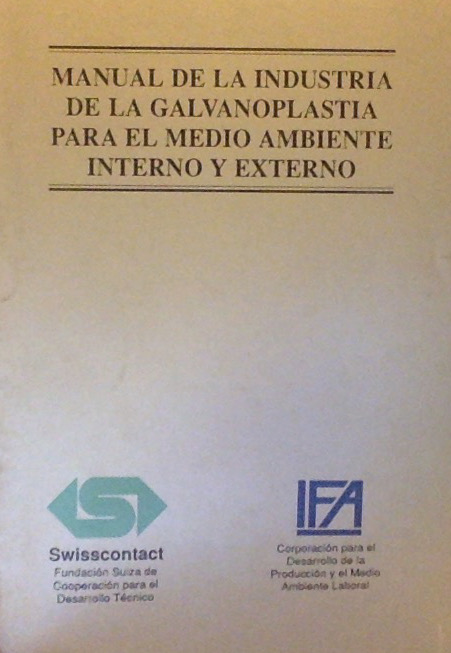 MANUAL DE LA INDUSTRIA
DE LA GALVANOPLASTIA
PARA EL MEDIO AMBIENTE
INTERNO Y EXTERNO
Swisscontact
Fundación Suiza de
Cooperación para el
Desarrollo Técnico
IFA
Corporación para el
Desarrollo de la
Producción y el Medio
Ambiente Laboral